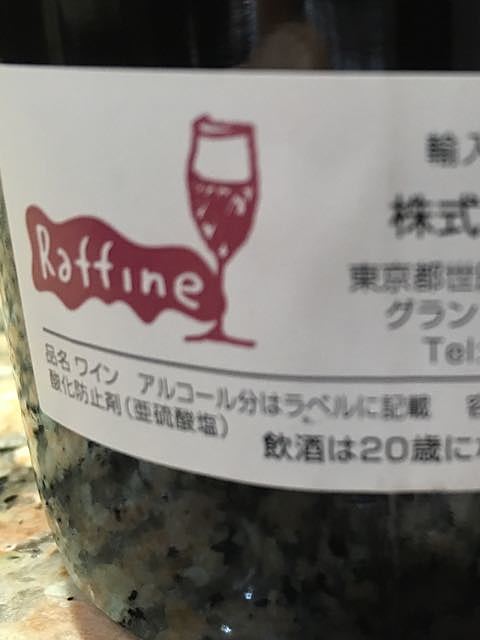 Raffine
輸入
株式
東京都世
グラン
Tel:
品名 ワイン アルコール分はラベルに記載 容
酸化防止剤(亜硫酸塩)
飲酒は20歳に